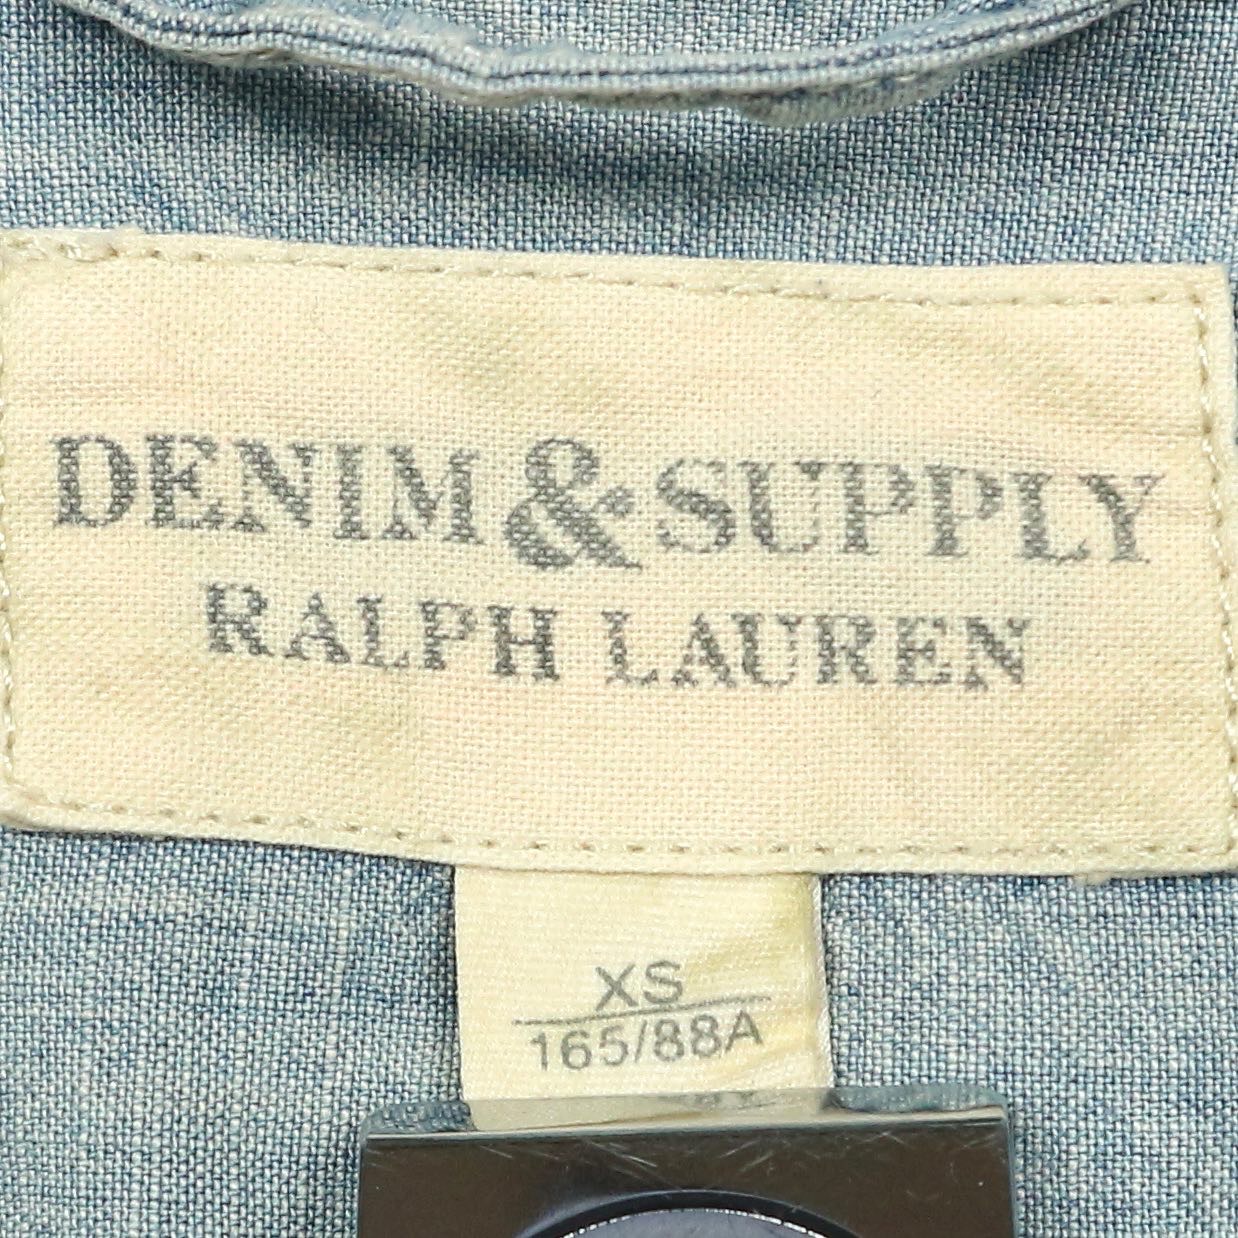 DENIM & SUPPLY
RALPH LAUREN
XS
165/88A